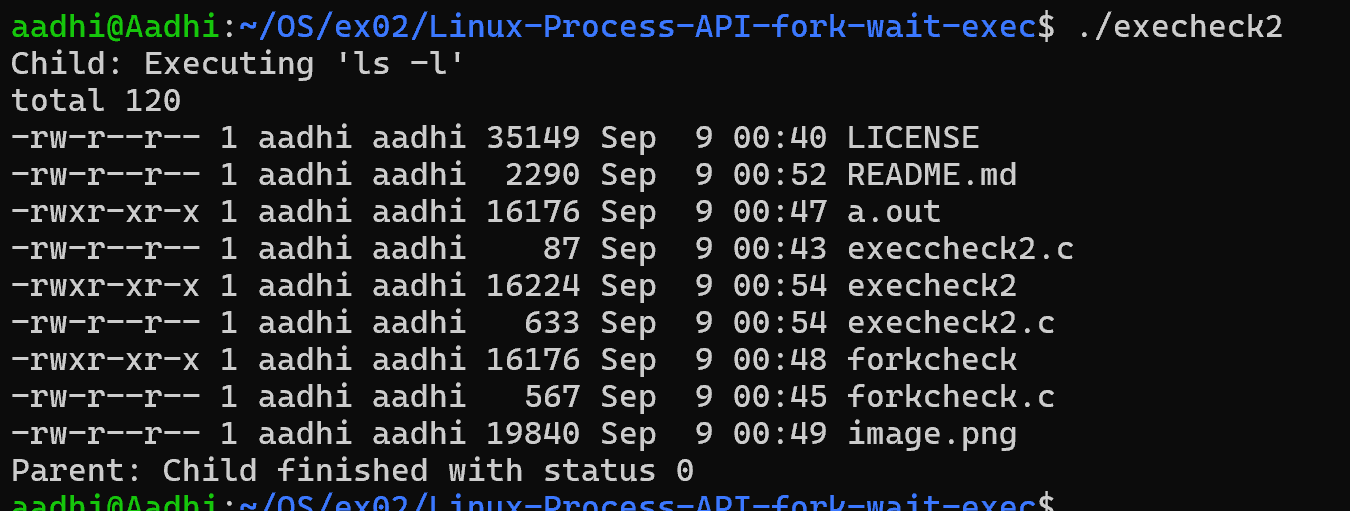 aadhi@Aadhi:~/OS/ex02/Linux-Process-API-fork-wait-exec$ ./execheck2
Child: Executing 'ls -l'
total 120
-rw-r--r-- 1 aadhi aadhi 35149 Sep  9 00:40 LICENSE
-rw-r--r-- 1 aadhi aadhi  2290 Sep  9 00:52 README.md
-rwxr-xr-x 1 aadhi aadhi 16176 Sep  9 00:47 a.out
-rw-r--r-- 1 aadhi aadhi    87 Sep  9 00:43 execcheck2.c
-rwxr-xr-x 1 aadhi aadhi 16224 Sep  9 00:54 execheck2
-rw-r--r-- 1 aadhi aadhi   633 Sep  9 00:54 execheck2.c
-rwxr-xr-x 1 aadhi aadhi 16176 Sep  9 00:48 forkcheck
-rw-r--r-- 1 aadhi aadhi   567 Sep  9 00:45 forkcheck.c
-rw-r--r-- 1 aadhi aadhi 19840 Sep  9 00:49 image.png
Parent: Child finished with status 0
aadhi@Aadhi:~/OS/ex02/Linux-Process-API-fork-wait-exec$